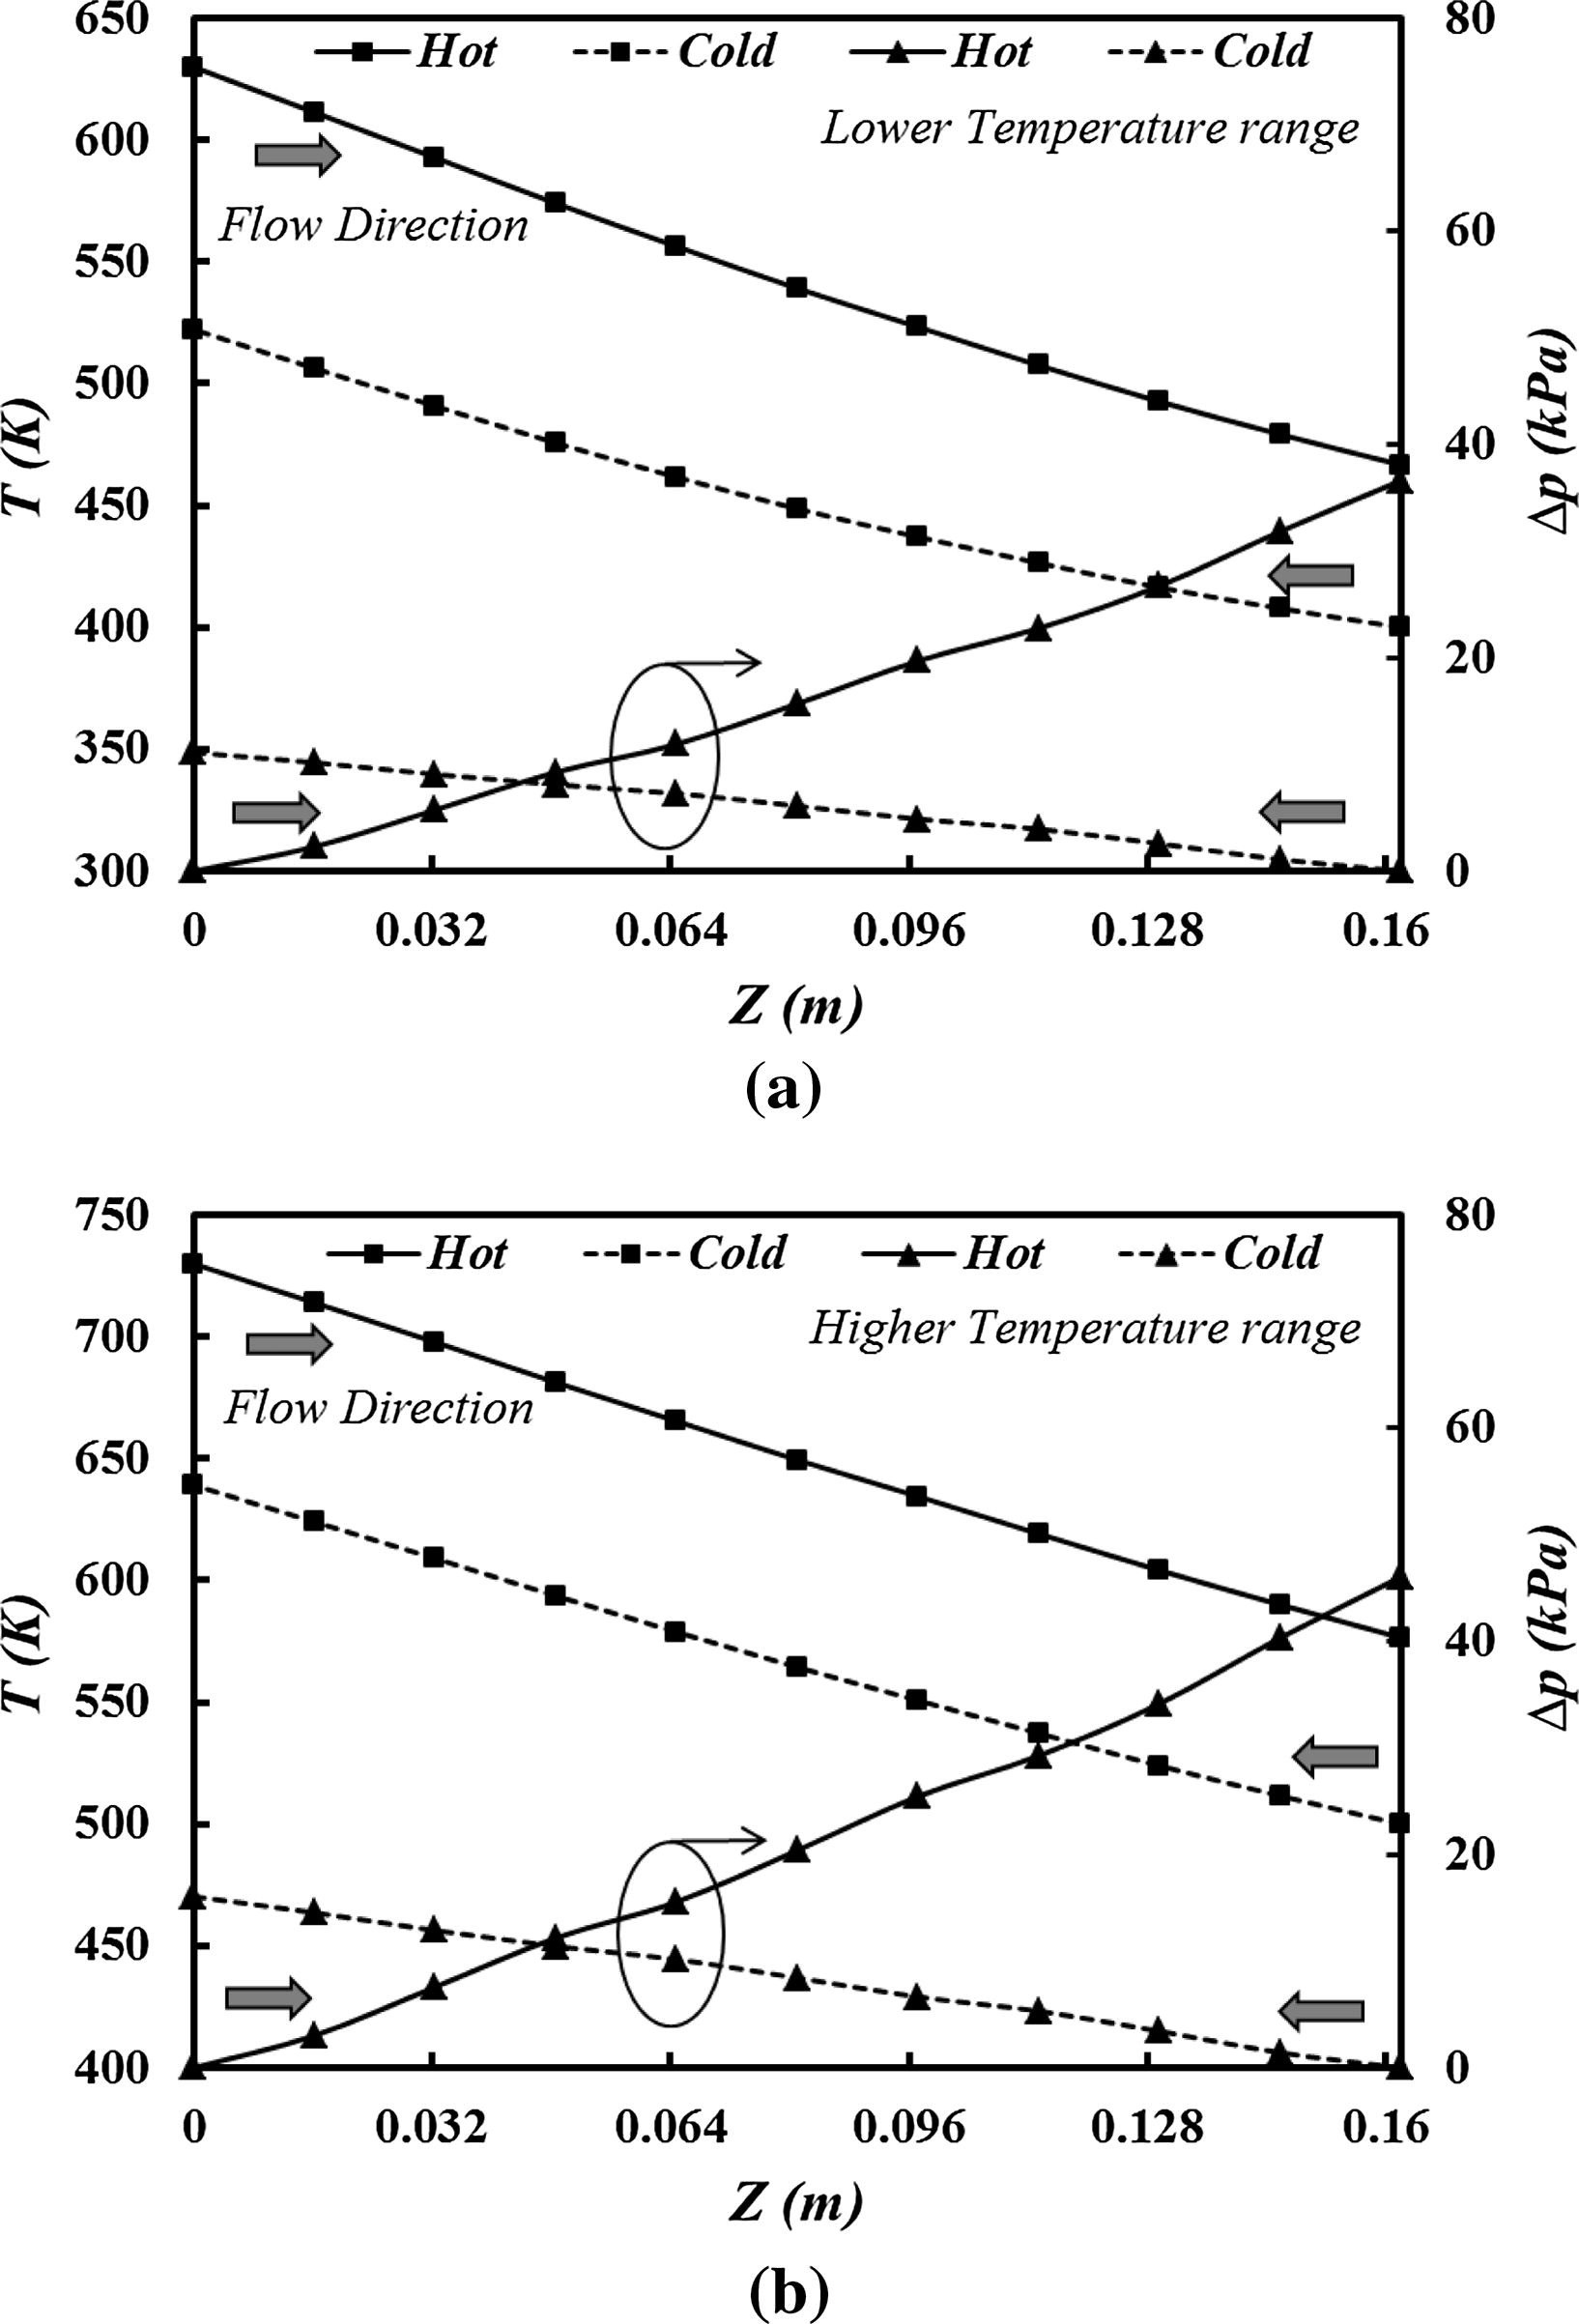 650
600
550
500
450
400
350
300
T (K)
80
60
40
20
0
Δp (kPa)
Hot Cold Hot Cold
Lower Temperature range
Flow Direction
0 0.032 0.064 0.096 0.128 0.16
Z (m)
(a)
750
700
650
600
550
500
450
400
T (K)
80
60
40
20
0
Δp (kPa)
Hot Cold Hot Cold
Higher Temperature range
Flow Direction
0 0.032 0.064 0.096 0.128 0.16
Z (m)
(b)